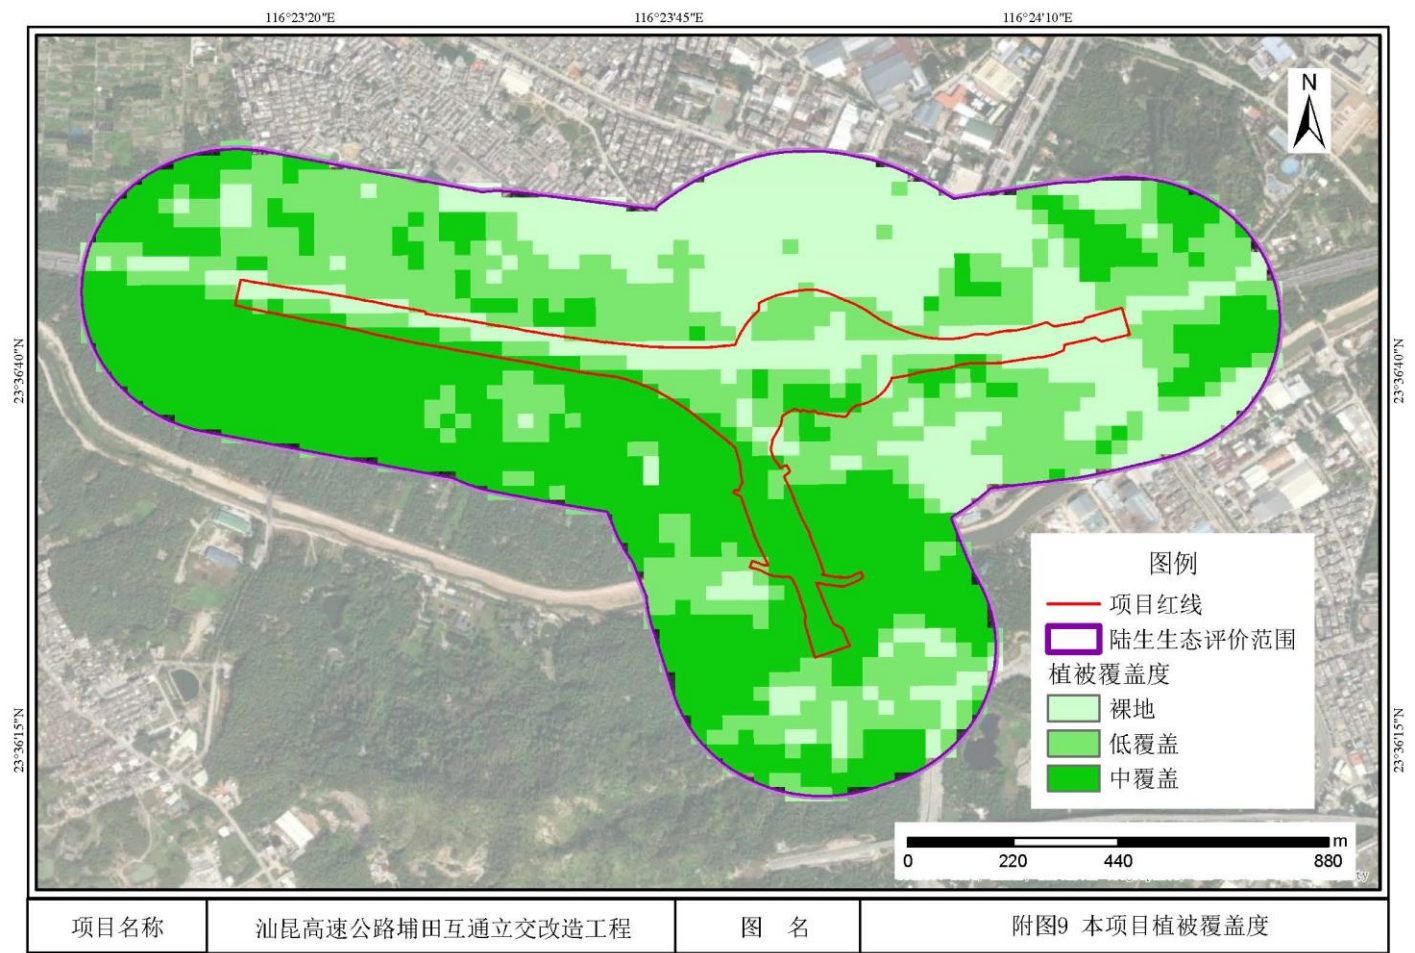 116°23'20"E 116°23'45"E 116°24'10"E
N
23°36'40"N 23°36'40"N
23°36'15"N 23°36'15"N
图例
项目红线
陆生生态评价范围
植被覆盖度
裸地
低覆盖
中覆盖
m
0 220 440 880
项目名称 汕昆高速公路埔田互通立交改造工程 图 名 附图9 本项目植被覆盖度